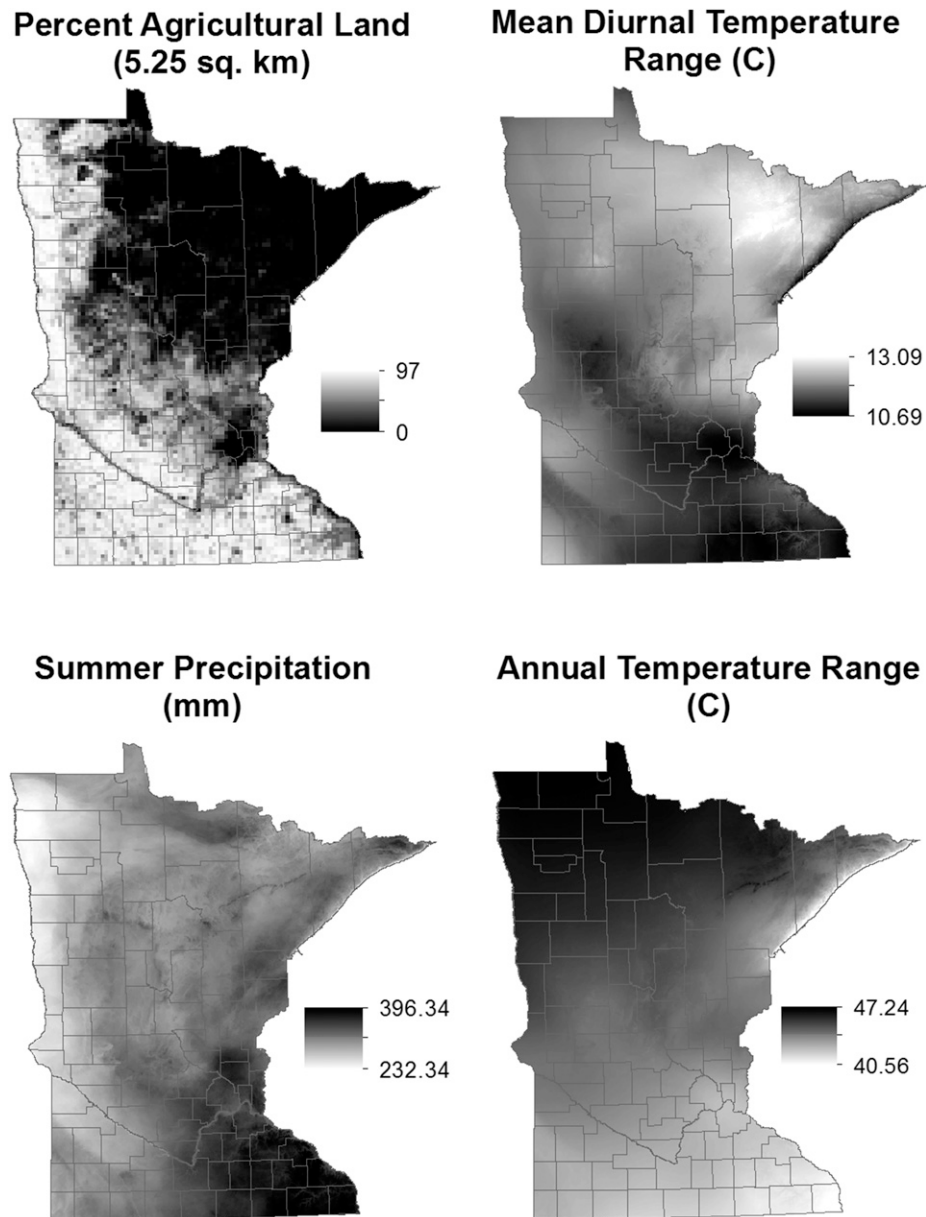 Percent Agricultural Land
(5.25 sq. km)
97
0
Mean Diurnal Temperature
Range (C)
13.09
10.69
Summer Precipitation
(mm)
396.34
232.34
Annual Temperature Range
(C)
47.24
40.56